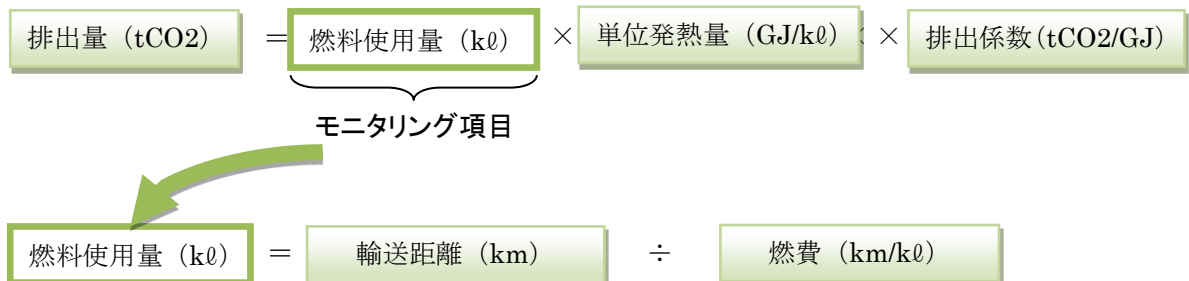 排出量（tCO2） = 燃料使用量（kℓ） × 単位発熱量（GJ/kℓ） × 排出係数(tCO2/GJ)
モニタリング項目
燃料使用量（kℓ） = 輸送距離（km） ÷ 燃費（km/kℓ）